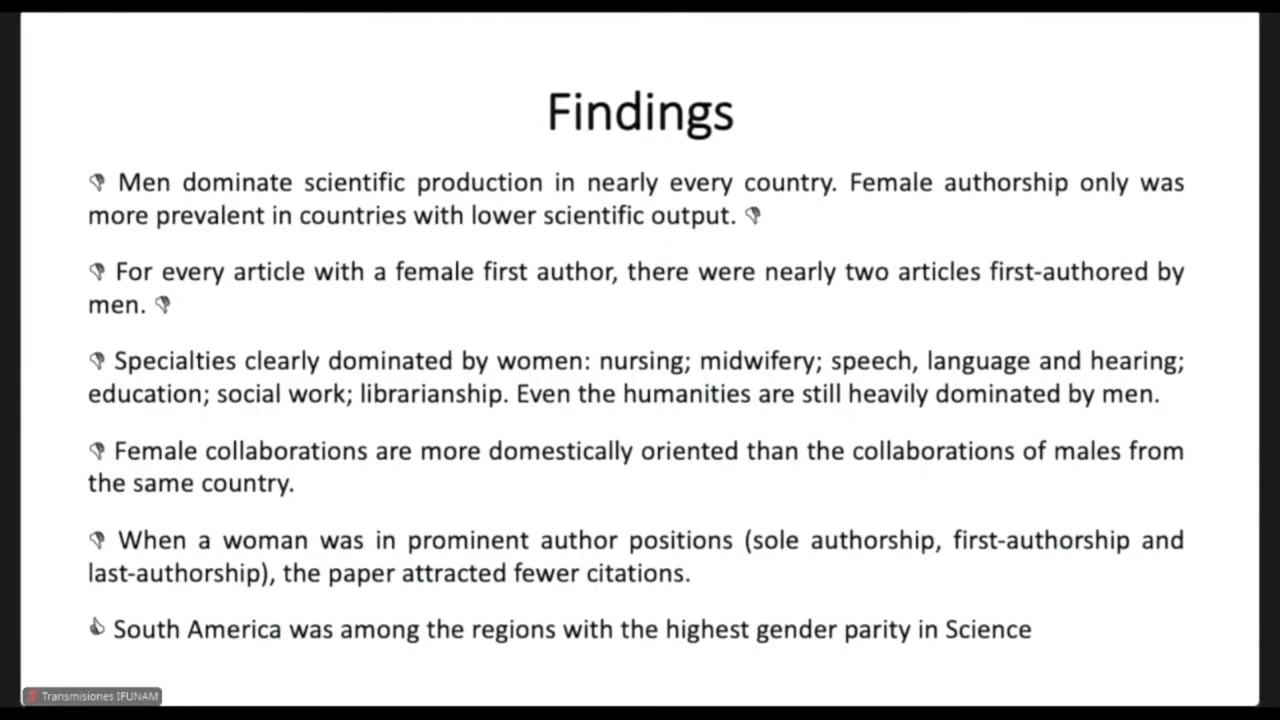 Findings
👎 Men dominate scientific production in nearly every country. Female authorship only was
more prevalent in countries with lower scientific output. 👎
👎 For every article with a female first author, there were nearly two articles first-authored by
men. 👎
👎 Specialties clearly dominated by women: nursing; midwifery; speech, language and hearing;
education; social work; librarianship. Even the humanities are still heavily dominated by men.
👎 Female collaborations are more domestically oriented than the collaborations of males from
the same country.
👎 When a woman was in prominent author positions (sole authorship, first-authorship and
last-authorship), the paper attracted fewer citations.
👍 South America was among the regions with the highest gender parity in Science
Transmisiones IFUNAM